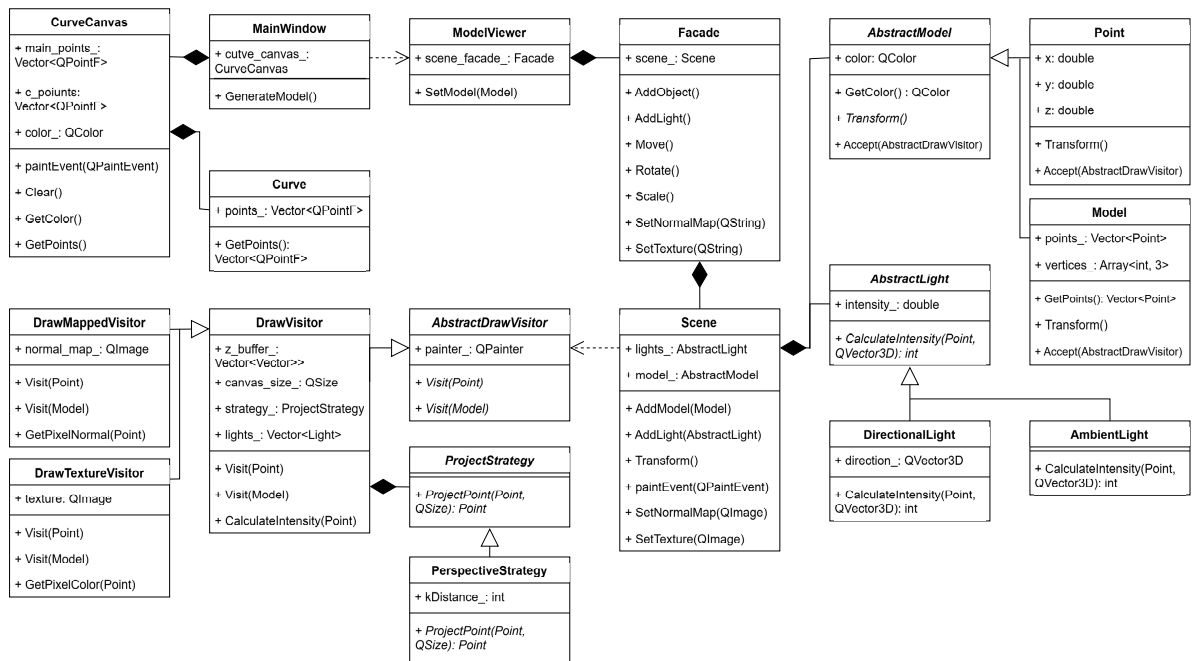 CurveCanvas
+ main_points_:
Vector<QPointF>
+ c_poiunts:
Vector<QPointF>
+ color_: QColor
+ paintEvent(QPaintEvent)
+ Clear()
+ GetColor()
+ GetPoints()
MainWindow
+ cutve_canvas_:
CurveCanvas
+ GenerateModel()
ModelViewer
+ scene_facade_: Facade
+ SetModel(Model)
Facade
+ scene_: Scene
+ AddObject()
+ AddLight()
+ Move()
+ Rotate()
+ Scale()
+ SetNormalMap(QString)
+ SetTexture(QString)
AbstractModel
+ color: QColor
+ GetColor() : QColor
+ Transform()
+ Accept(AbstractDrawVisitor)
Point
+ x: double
+ y: double
+ z: double
+ Transform()
+ Accept(AbstractDrawVisitor)
Curve
+ points_: Vector<QPointF>
+ GetPoints():
Vector<QPointF>
Model
+ points_: Vector<Point>
+ vertices_: Array<int, 3>
+ GetPoints(): Vector<Point>
+ Transform()
+ Accept(AbstractDrawVisitor)
AbstractLight
+ intensity_: double
+ CalculateIntensity(Point,
QVector3D): int
DrawMappedVisitor
+ normal_map_: QImage
+ Visit(Point)
+ Visit(Model)
+ GetPixelNormal(Point)
DrawVisitor
+ z_buffer_:
Vector<Vector>>
+ canvas_size_: QSize
+ strategy_: ProjectStrategy
+ lights_: Vector<Light>
+ Visit(Point)
+ Visit(Model)
+ CalculateIntensity(Point)
AbstractDrawVisitor
+ painter_: QPainter
+ Visit(Point)
+ Visit(Model)
Scene
+ lights_: AbstractLight
+ model_: AbstractModel
+ AddModel(Model)
+ AddLight(AbstractLight)
+ Transform()
+ paintEvent(QPaintEvent)
+ SetNormalMap(QImage)
+ SetTexture(QImage)
DirectionalLight
+ direction_: QVector3D
+ CalculateIntensity(Point,
QVector3D): int
AmbientLight
+ CalculateIntensity(Point,
QVector3D): int
DrawTextureVisitor
+ texture: QImage
+ Visit(Point)
+ Visit(Model)
+ GetPixelColor(Point)
ProjectStrategy
+ ProjectPoint(Point,
QSize): Point
PerspectiveStrategy
+ kDistance_: int
+ ProjectPoint(Point,
QSize): Point